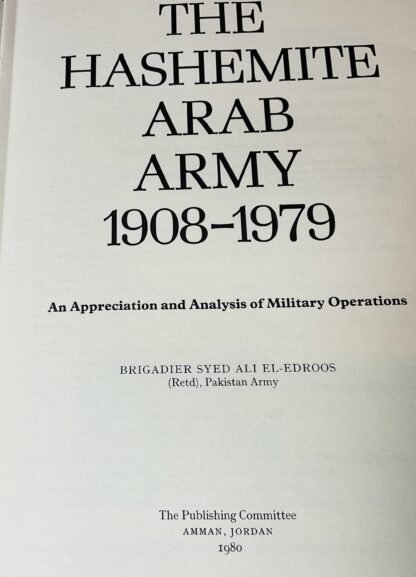 THE
HASHEMITE
ARAB
ARMY
1908–1979
An Appreciation and Analysis of Military Operations
BRIGADIER SYED ALI EL-EDROOS
(Retd), Pakistan Army
The Publishing Committee
AMMAN, JORDAN
1980